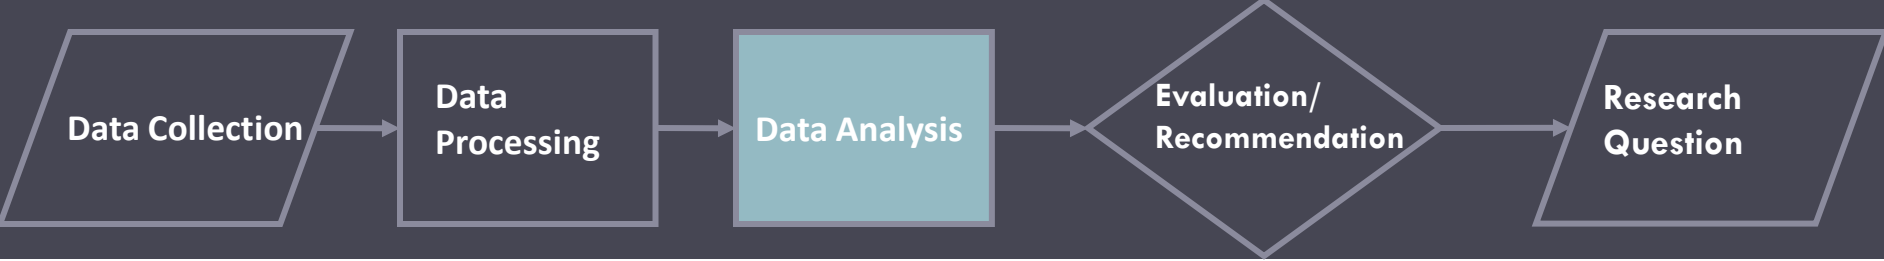 Data Collection
Data
Processing
Data Analysis
Evaluation/
Recommendation
Research
Question